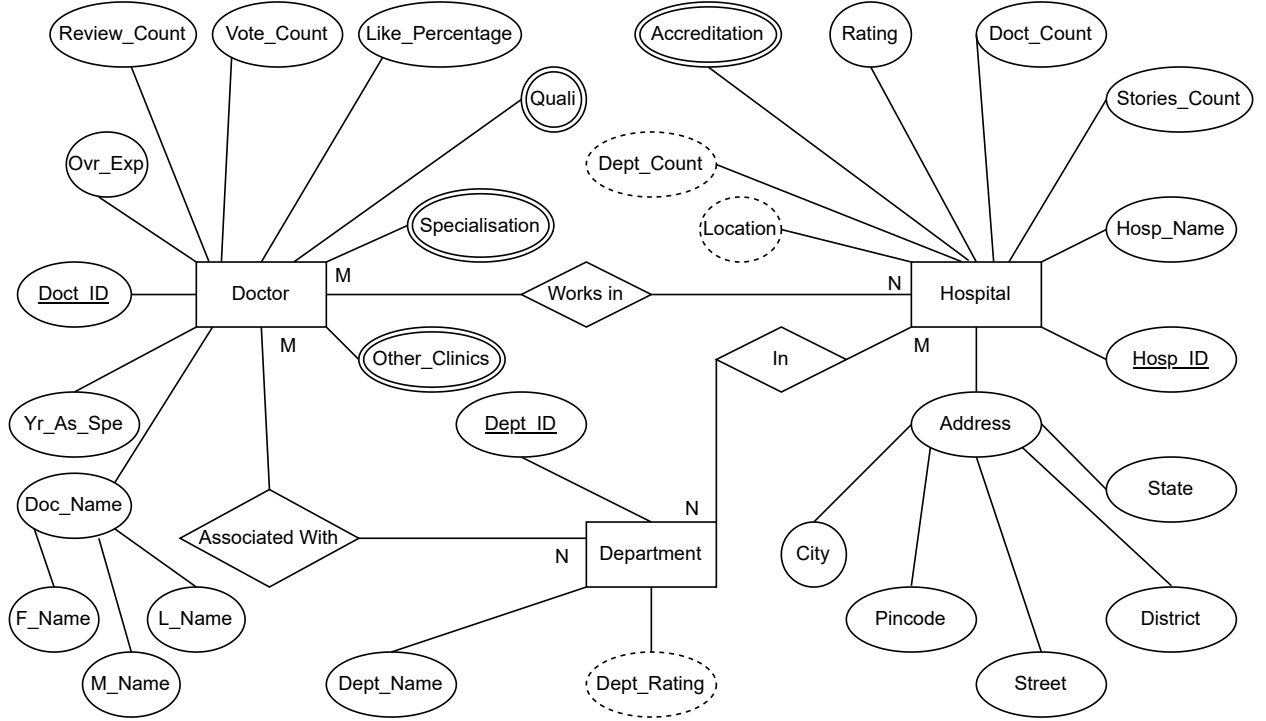 Review_Count
Vote_Count
Like_Percentage
Accreditation
Rating
Doct_Count
Quali
Stories_Count
Ovr_Exp
Dept_Count
Specialisation
Location
Hosp_Name
M
N
Doct_ID
Doctor
Works in
Hospital
M
M
Other_Clinics
In
Hosp_ID
Yr_As_Spe
Dept_ID
Address
Doc_Name
N
State
Associated With
N
Department
City
F_Name
L_Name
Pincode
District
M_Name
Dept_Name
Dept_Rating
Street